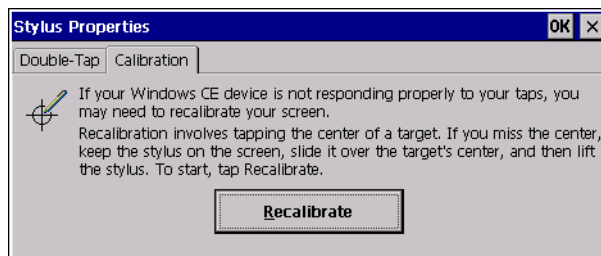 Stylus Properties OK ×
Double-Tap Calibration
If your Windows CE device is not responding properly to your taps, you
may need to recalibrate your screen.
Recalibration involves tapping the center of a target. If you miss the center,
keep the stylus on the screen, slide it over the target's center, and then lift
the stylus. To start, tap Recalibrate.
Recalibrate